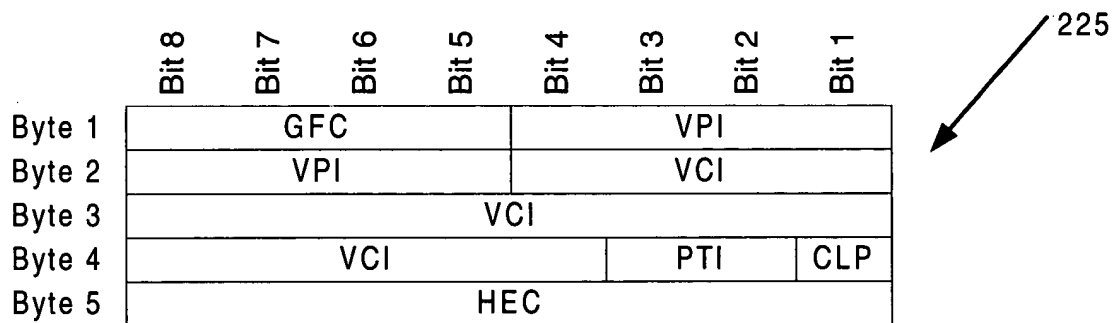 225
Bit 8 Bit 7 Bit 6 Bit 5 Bit 4 Bit 3 Bit 2 Bit 1
Byte 1 GFC VPI
Byte 2 VPI VCI
Byte 3 VCI
Byte 4 VCI PTI CLP
Byte 5 HEC